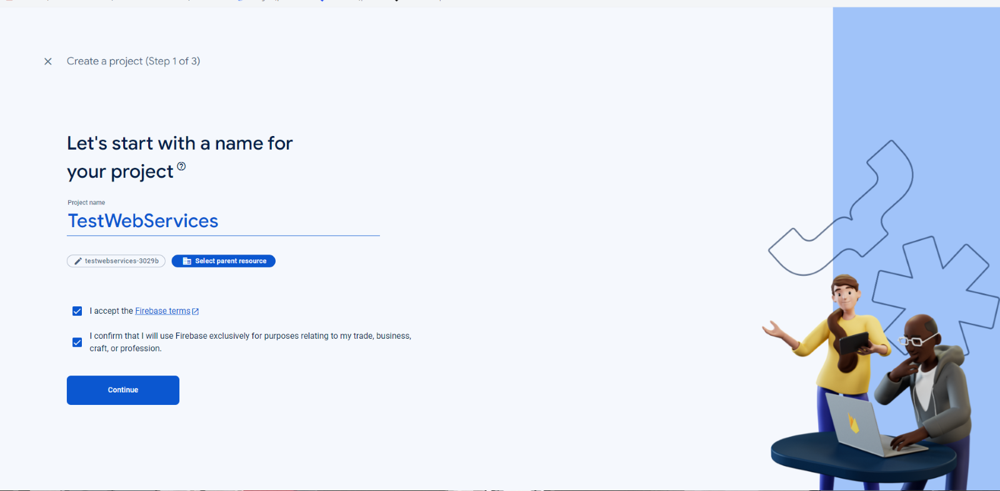 Create a project (Step 1 of 3)
Let's start with a name for
your project
Project name
TestWebServices
testwebservices-3029b
Select parent resource
I accept the Firebase terms
I confirm that I will use Firebase exclusively for purposes relating to my trade, business,
craft, or profession.
Continue